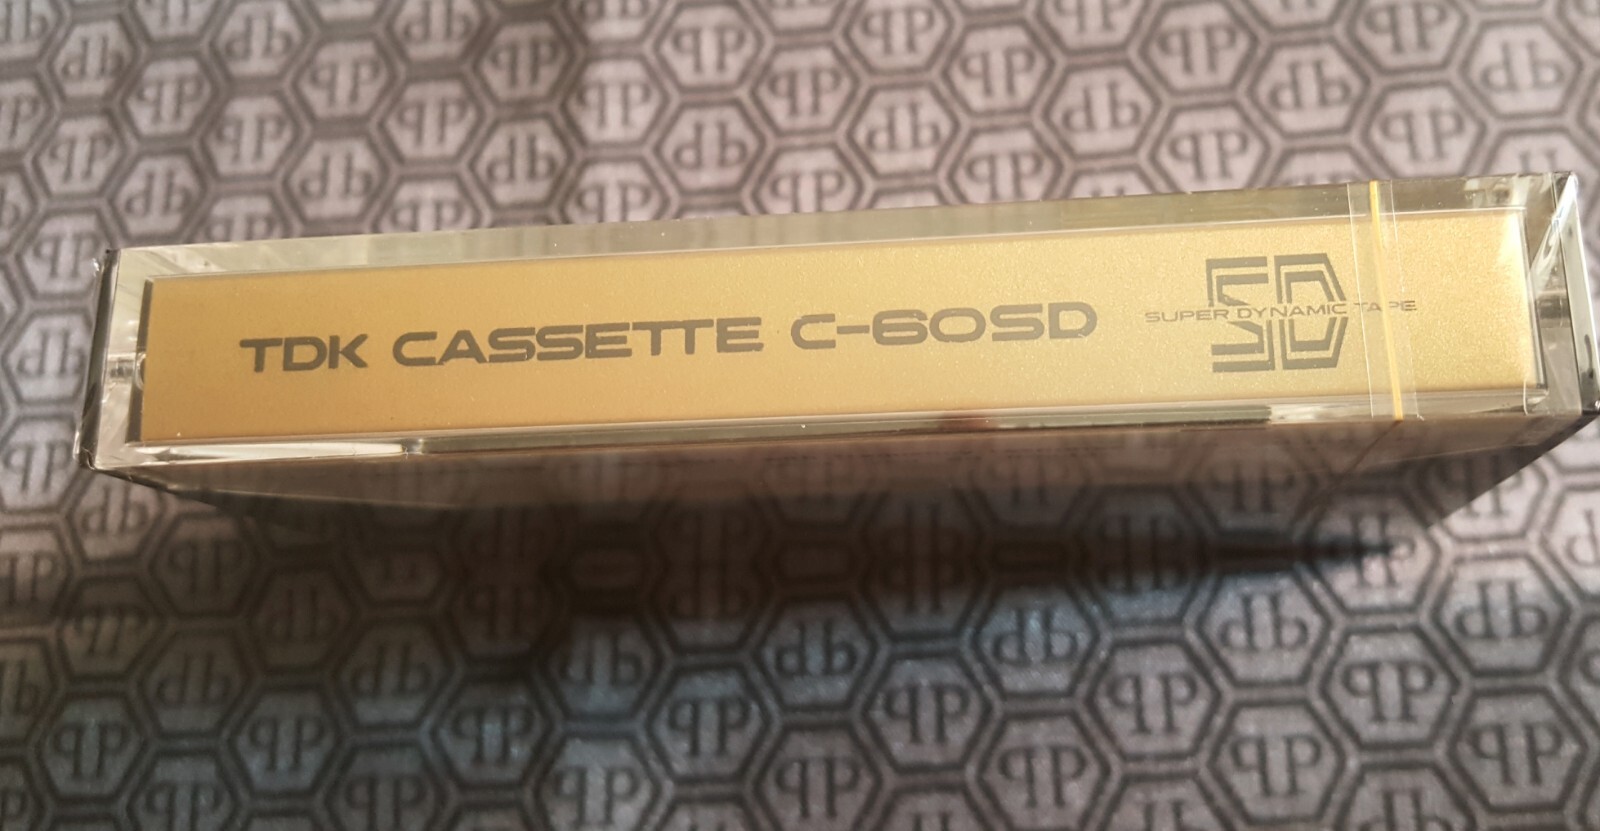 TDK CASSETTE C-60SD
SD
SUPER DYNAMIC TAPE